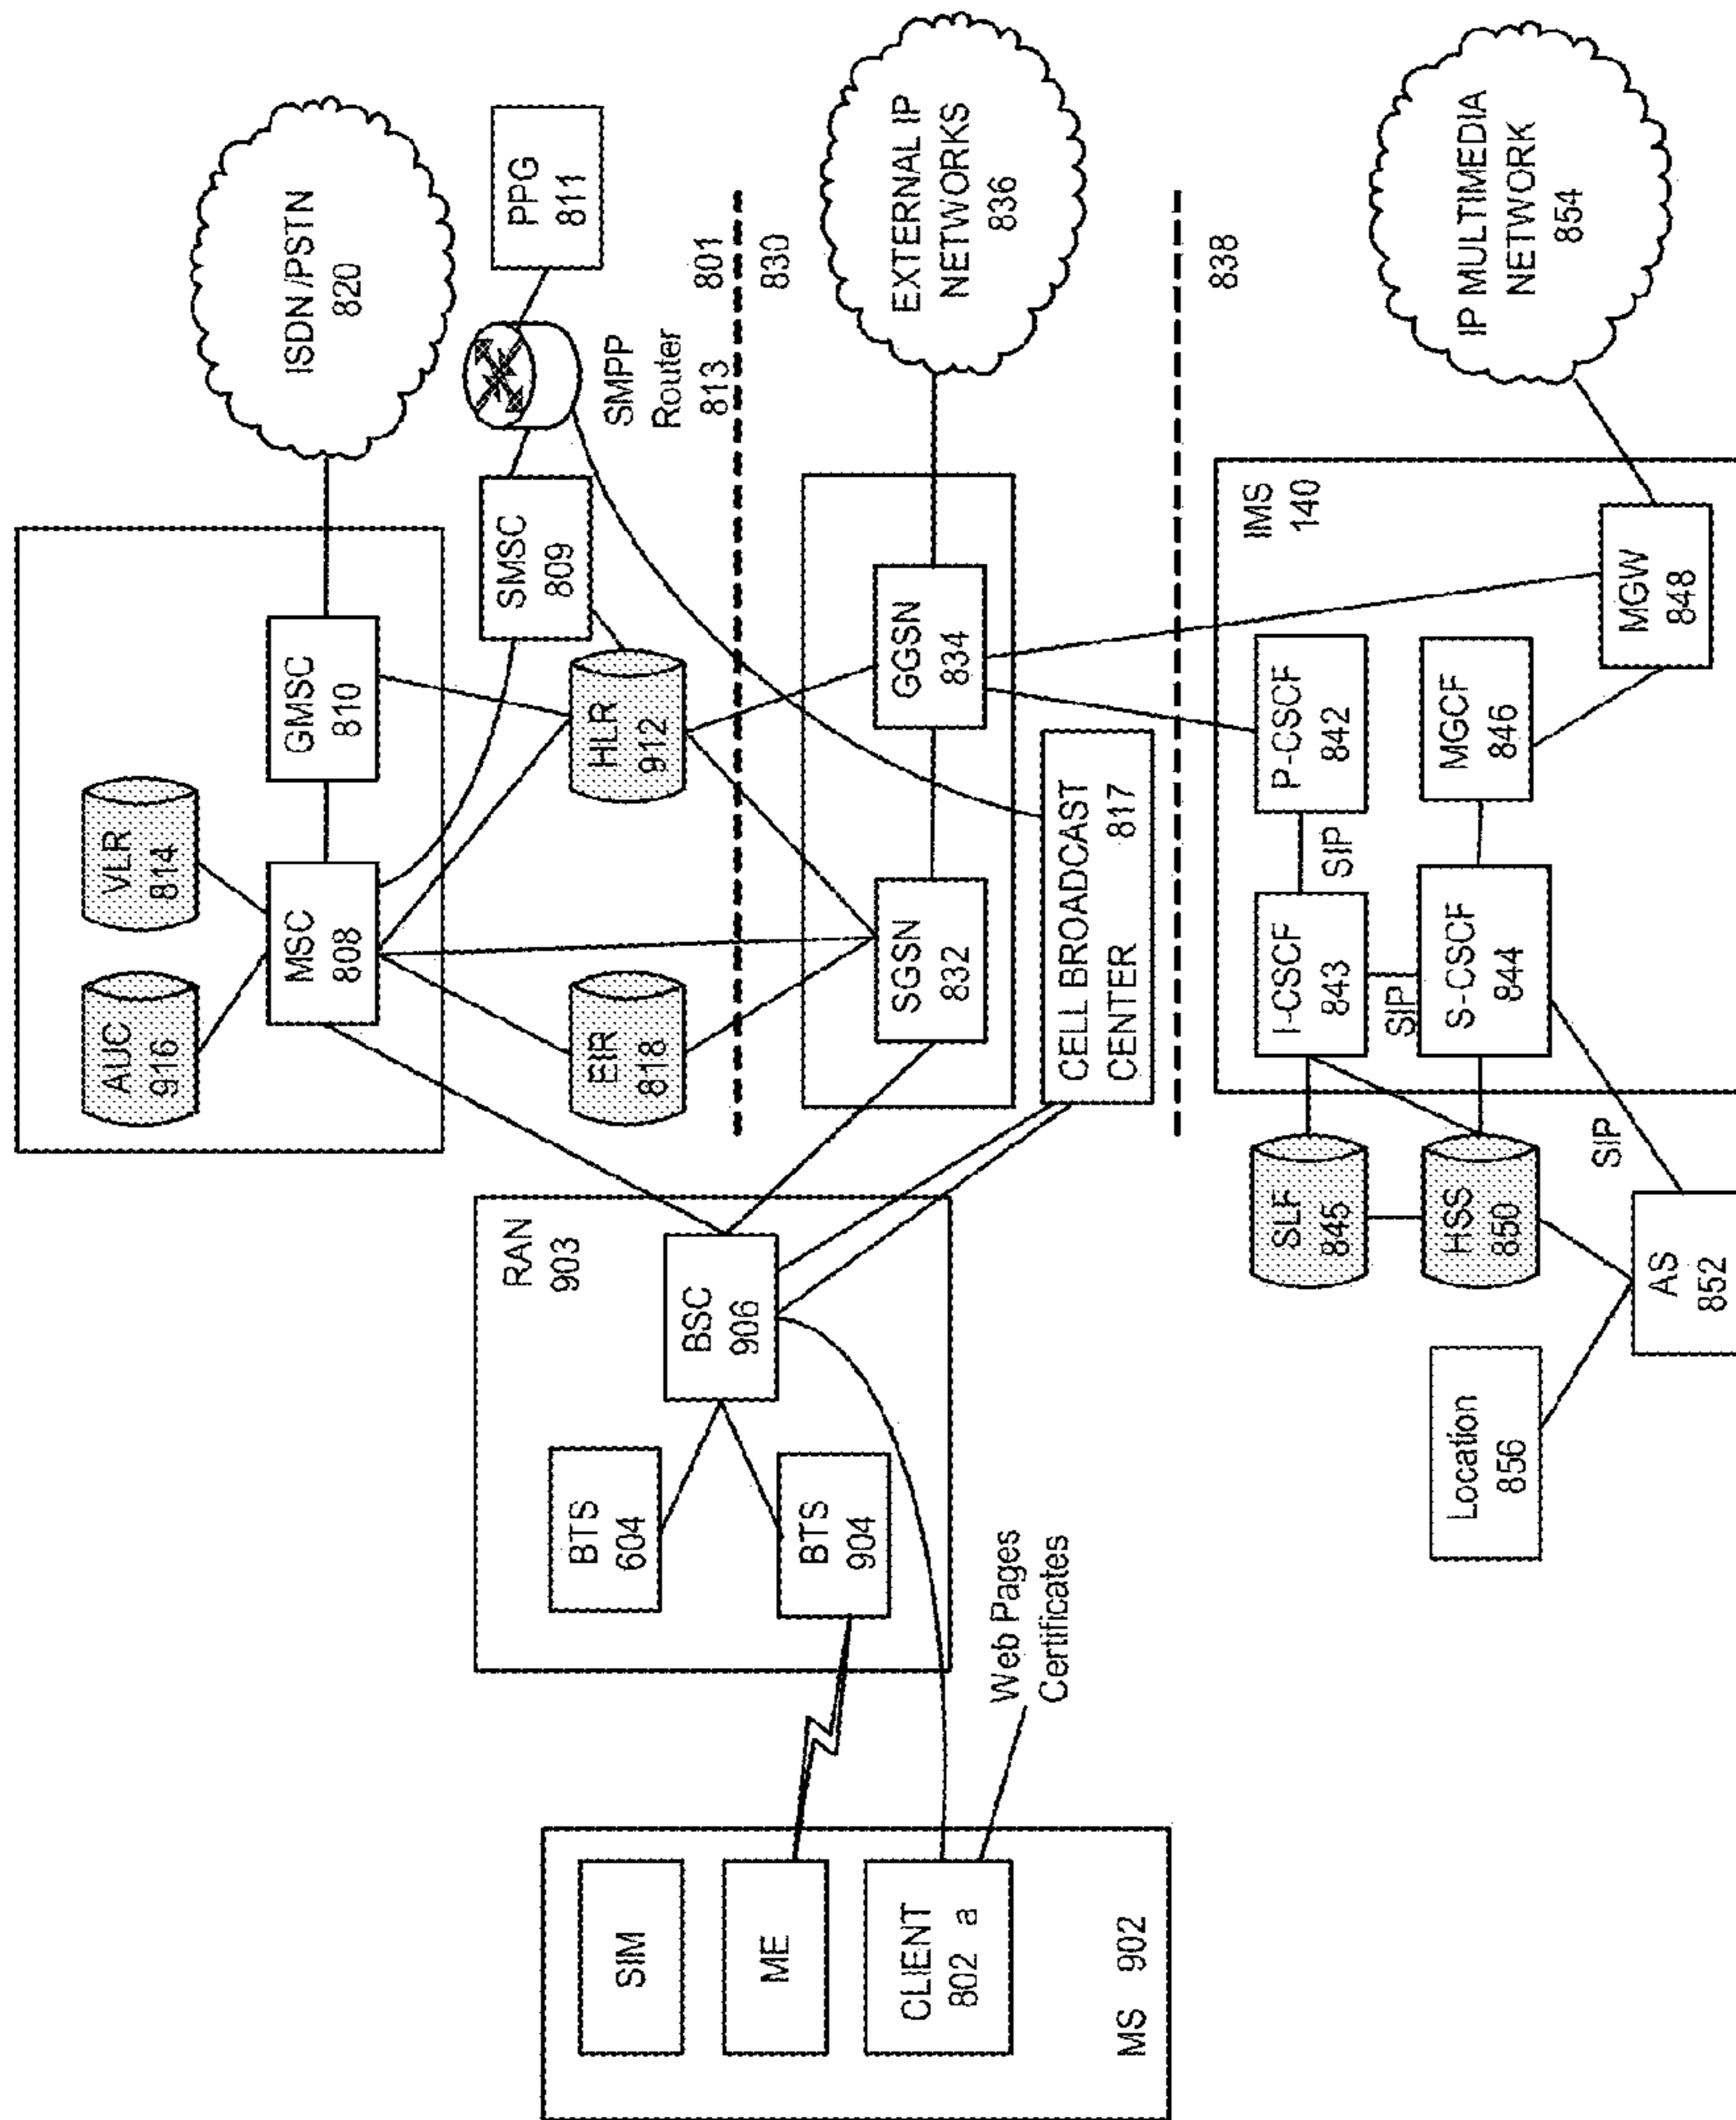 SIM
ME
CLIENT
802 a
MS 902
Web Pages
Certificates
RAN
903
BTS
604
BTS
904
BSC
906
AUC
916
VLR
814
MSC
808
GMSC
810
ISDN/PSTN
820
EIR
818
HLR
912
SMSC
809
SMPP
Router
813
PPG
811
801
830
SGSN
832
GGSN
834
EXTERNAL IP
NETWORKS
836
CELL BROADCAST
CENTER 817
838
IMS
140
SLF
845
HSS
850
I-CSCF
843
SIP
P-CSCF
842
SIP
S-CSCF
844
MGCF
846
MGW
848
IP MULTIMEDIA
NETWORK
854
SIP
AS
852
Location
856